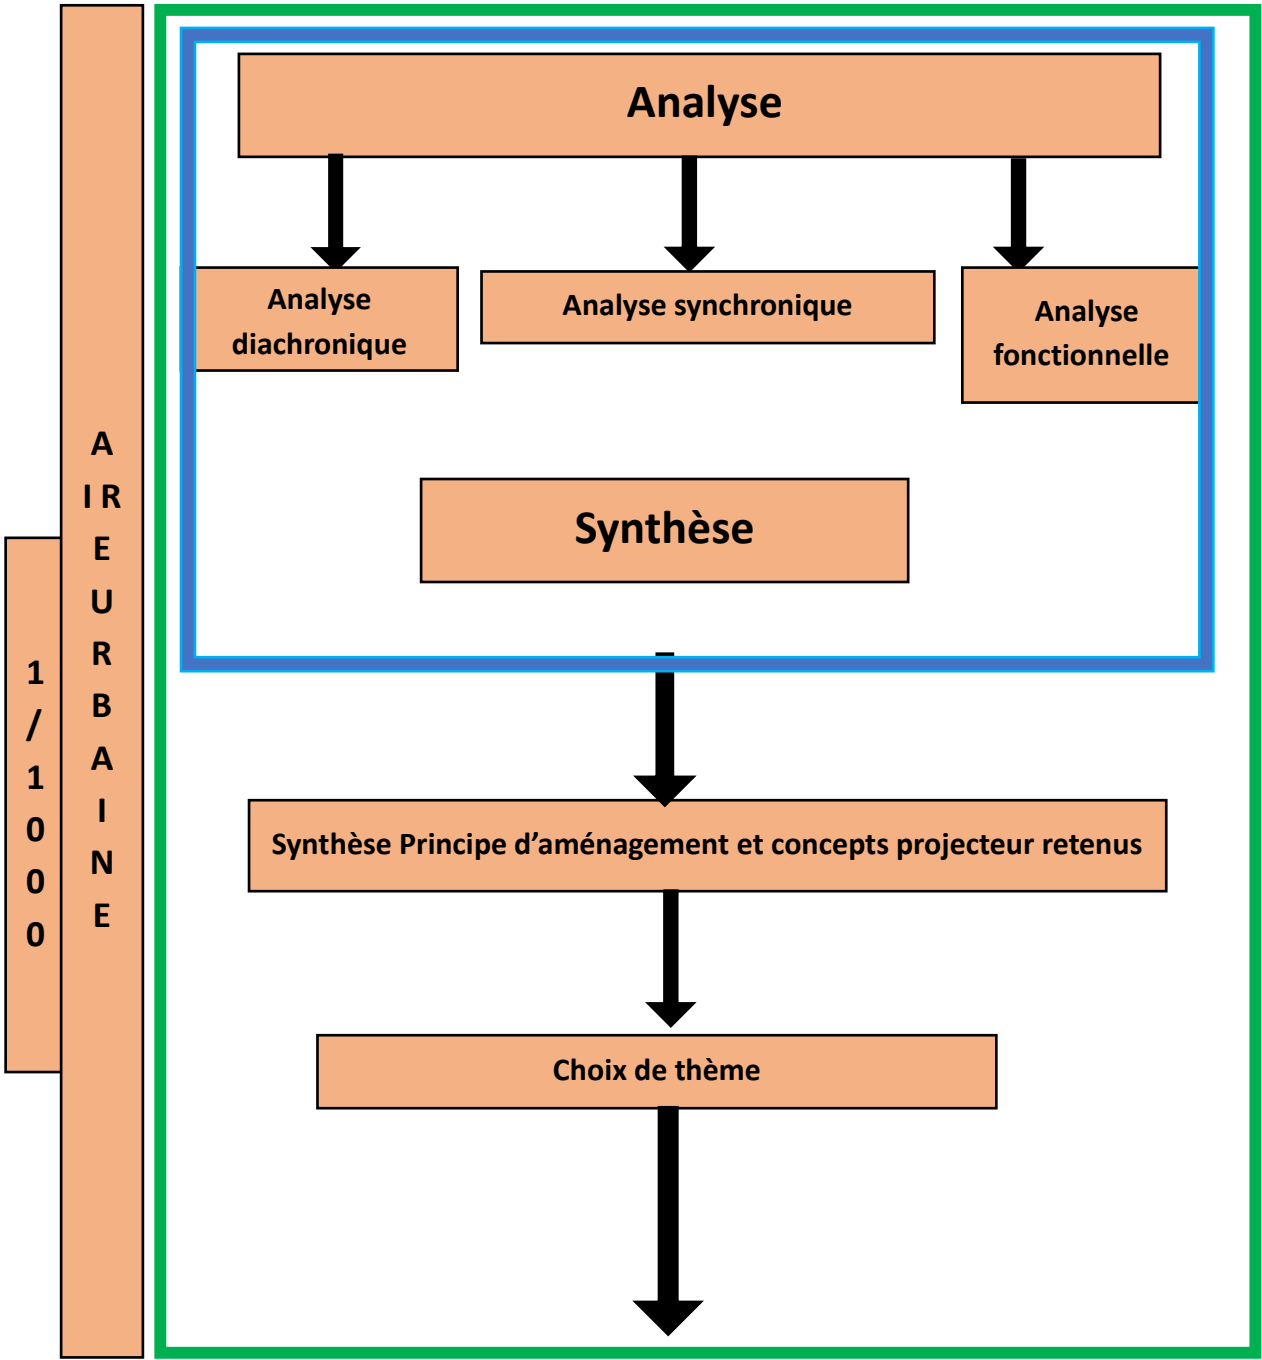 Analyse
Analyse
diachronique
Analyse synchronique
Analyse
fonctionnelle
Synthèse
Synthèse Principe d’aménagement et concepts projecteur retenus
Choix de thème
A
I R
E
U
R
B
A
I
N
E
1
/
1
0
0
0